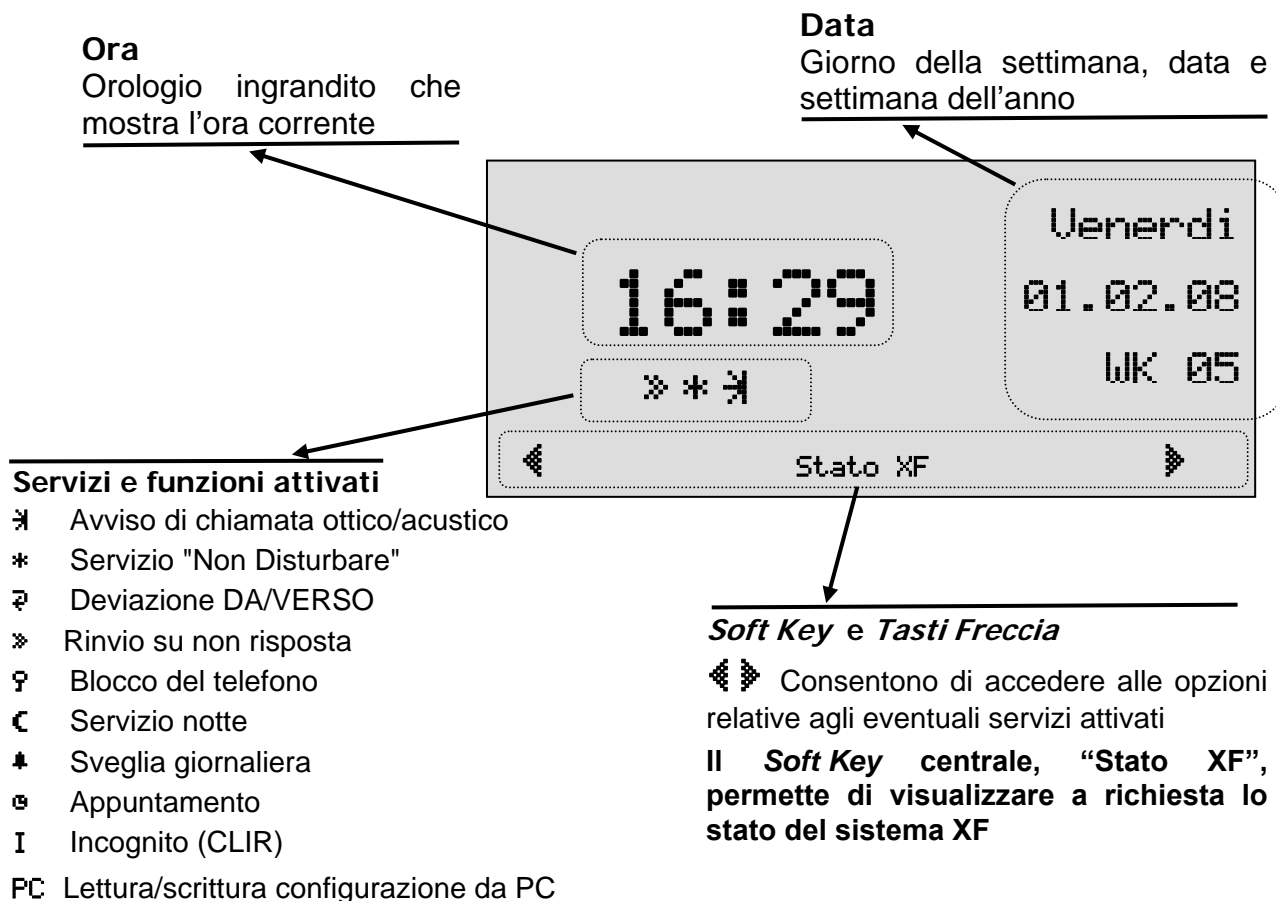 Ora
Orologio ingrandito che
mostra l'ora corrente
Data
Giorno della settimana, data e
settimana dell'anno
Venerdi
16:29
01.02.08
WK 05
» *
Stato XF
Servizi e funzioni attivati
Avviso di chiamata ottico/acustico
* Servizio "Non Disturbare"
Deviazione DA/VERSO
» Rinvio su non risposta
Blocco del telefono
Servizio notte
Sveglia giornaliera
Appuntamento
I Incognito (CLIR)
PC Lettura/scrittura configurazione da PC
Soft Key e Tasti Freccia
Consentono di accedere alle opzioni
relative agli eventuali servizi attivati
Il Soft Key centrale, “Stato XF”,
permette di visualizzare a richiesta lo
stato del sistema XF